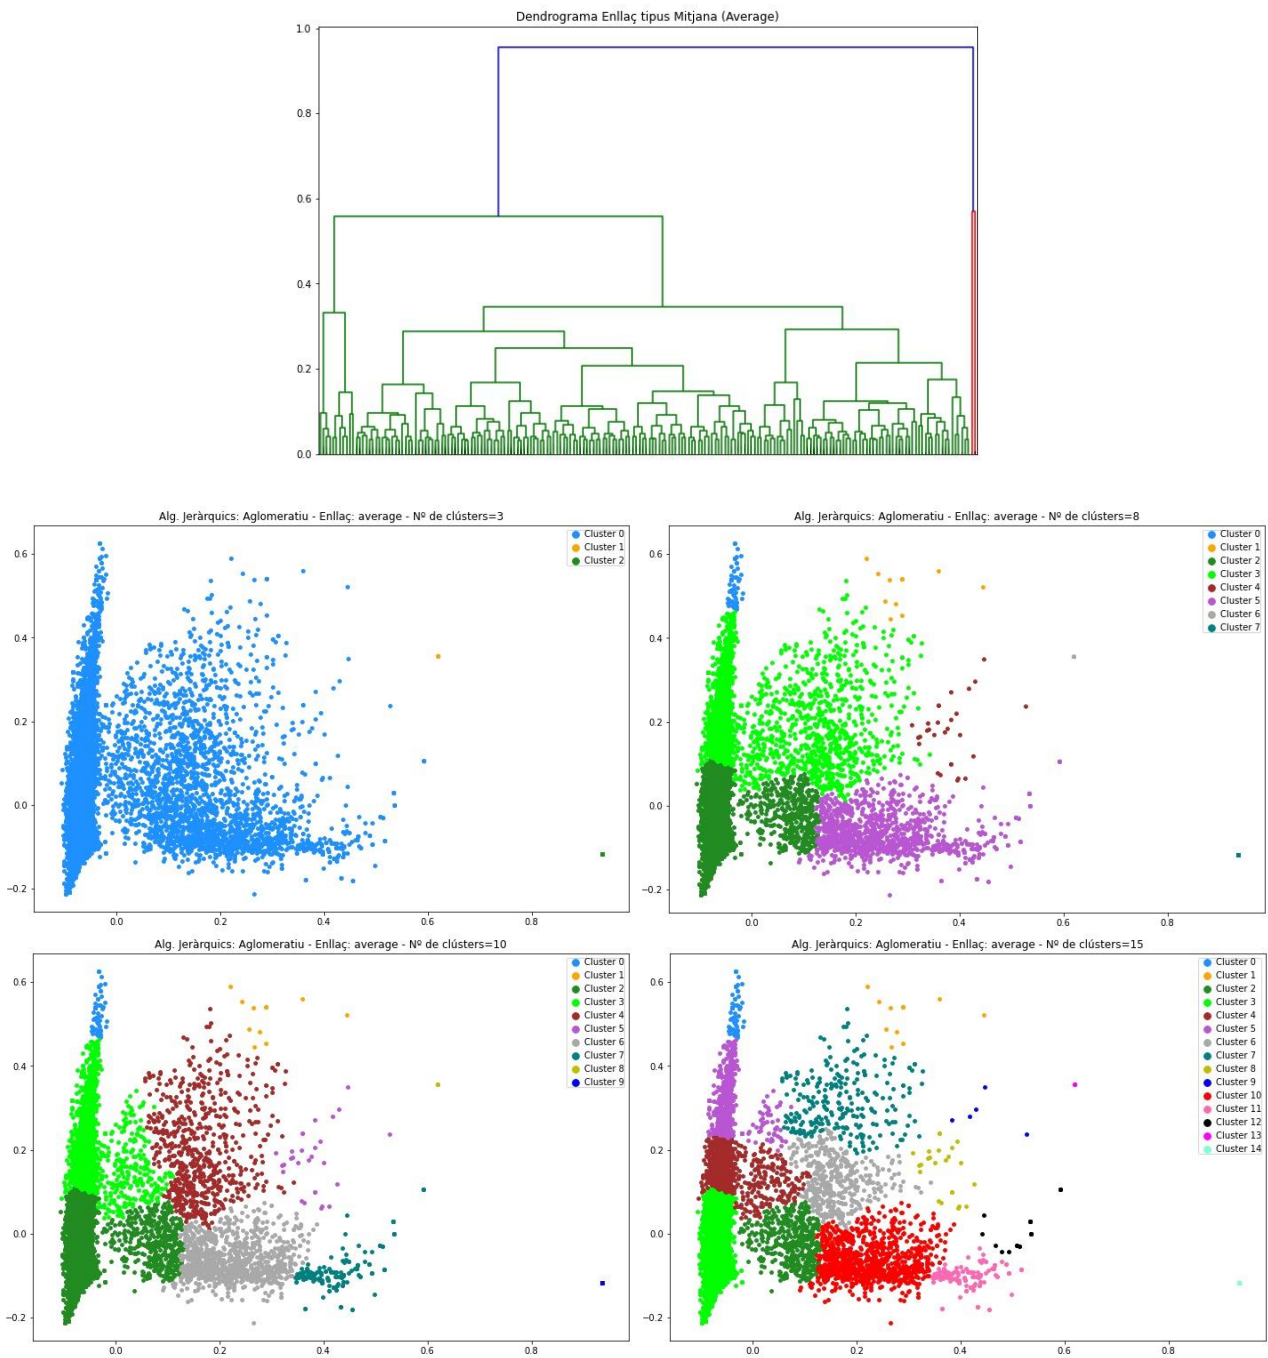 Dendrograma Enllaç tipus Mitjana (Average)
1.0
0.8
0.6
0.4
0.2
0.0
Alg. Jeràrquics: Aglomeratiu - Enllaç: average - Nº de clústers=3
Cluster 0
Cluster 1
Cluster 2
0.6
0.4
0.2
0.0
−0.2
0.0 0.2 0.4 0.6 0.8
Alg. Jeràrquics: Aglomeratiu - Enllaç: average - Nº de clústers=8
Cluster 0
Cluster 1
Cluster 2
Cluster 3
Cluster 4
Cluster 5
Cluster 6
Cluster 7
0.6
0.4
0.2
0.0
−0.2
0.0 0.2 0.4 0.6 0.8
Alg. Jeràrquics: Aglomeratiu - Enllaç: average - Nº de clústers=10
Cluster 0
Cluster 1
Cluster 2
Cluster 3
Cluster 4
Cluster 5
Cluster 6
Cluster 7
Cluster 8
Cluster 9
0.6
0.4
0.2
0.0
−0.2
0.0 0.2 0.4 0.6 0.8
Alg. Jeràrquics: Aglomeratiu - Enllaç: average - Nº de clústers=15
Cluster 0
Cluster 1
Cluster 2
Cluster 3
Cluster 4
Cluster 5
Cluster 6
Cluster 7
Cluster 8
Cluster 9
Cluster 10
Cluster 11
Cluster 12
Cluster 13
Cluster 14
0.6
0.4
0.2
0.0
−0.2
0.0 0.2 0.4 0.6 0.8